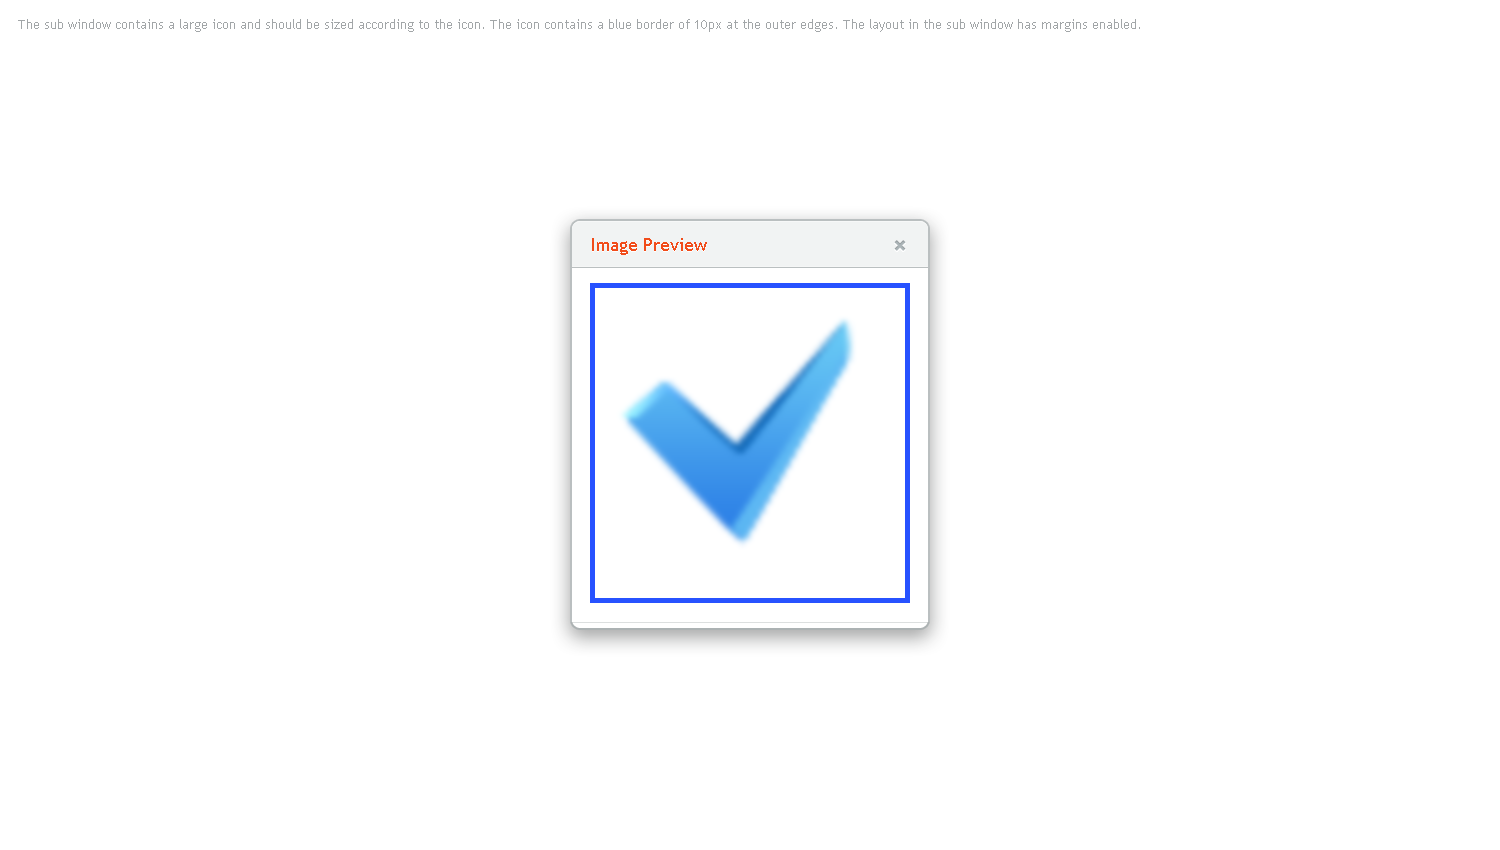 The sub window contains a large icon and should be sized according to the icon. The icon contains a blue border of 10px at the outer edges. The layout in the sub window has margins enabled.
Image Preview